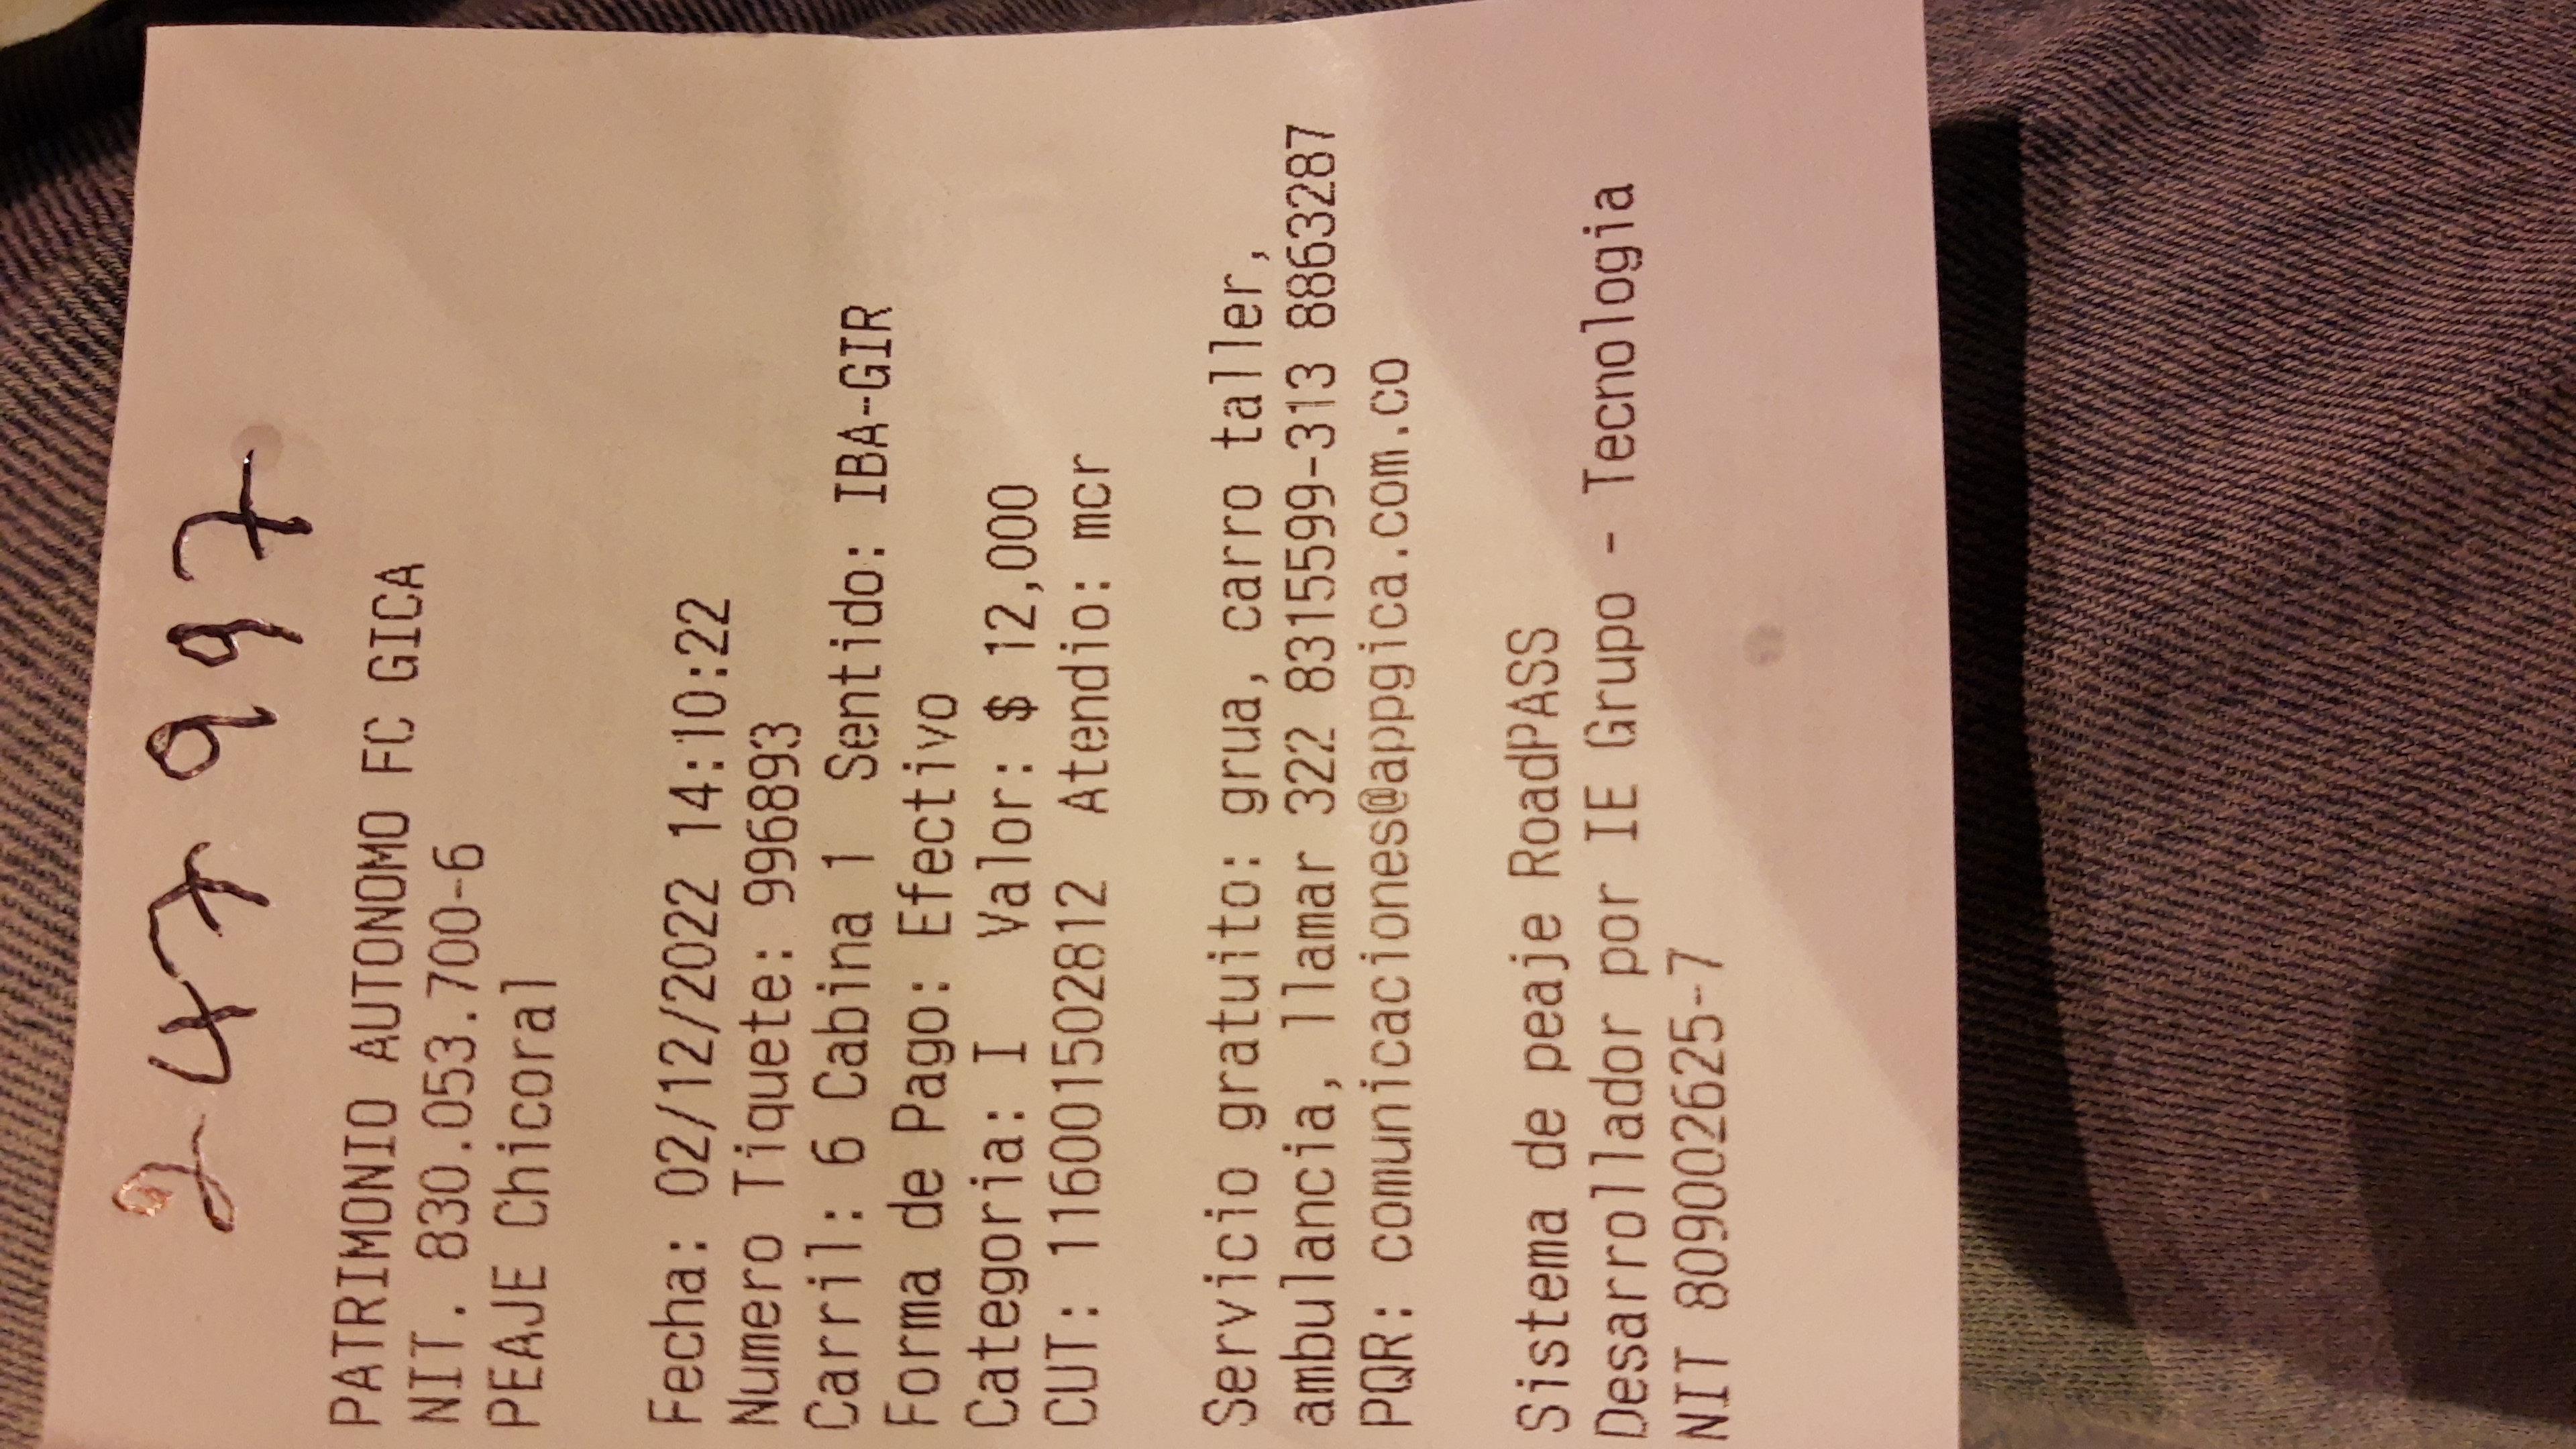 247997
PATRIMONIO AUTONOMO FC GICA
NIT. 830.053.700-6
PEAJE Chicoral
Fecha: 02/12/2022 14:10:22
Numero Tiquete: 996893
Carril: 6 Cabina 1 Sentido: IBA-GIR
Forma de Pago: Efectivo
Categoria: I Valor: $ 12,000
CUT: 1160015028 12 Atendio: mcr
Servicio gratuito: grua, carro taller,
ambulancia, llamar 322 8315599-313 8863287
PQR: comunicaciones@appgica.com.co
Sistema de peaje RoadPASS
Desarrollador por IE Grupo - Tecnologia
NIT 809002625-7